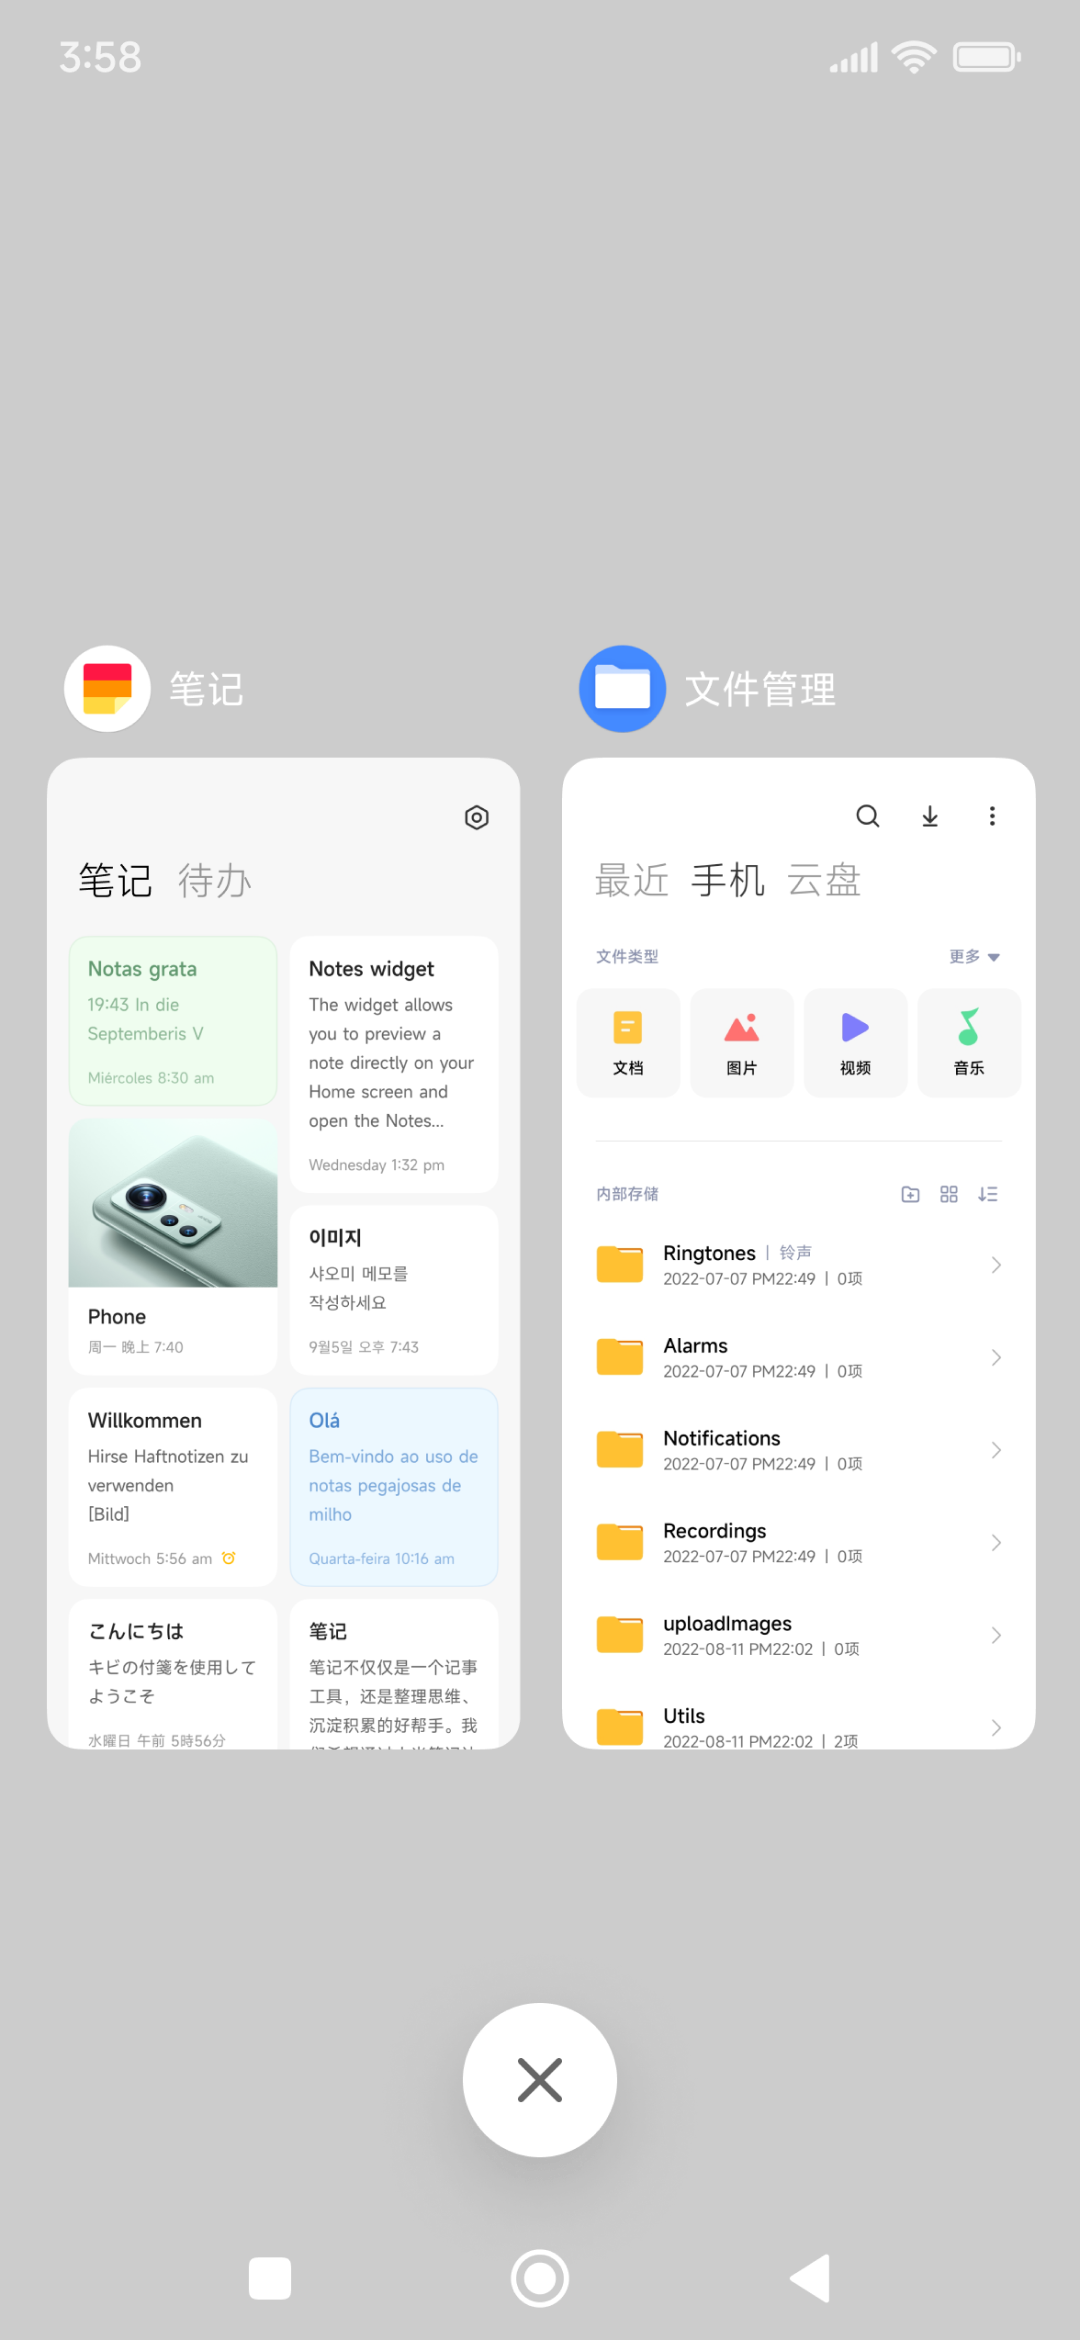 3:58
笔记
文件管理
笔记 待办
Notas grata
19:43 In die
Septemberis V
Miércoles 8:30 am
Phone
周一 晚上 7:40
Willkommen
Hirse Haftnotizen zu
verwenden
[Bild]
Mittwoch 5:56 am
こんにちは
キビの付箋を使用して
ようこそ
水曜日 午前 5時56分
Notes widget
The widget allows
you to preview a
note directly on your
Home screen and
open the Notes...
Wednesday 1:32 pm
이미지
샤오미 메모를
작성하세요
9월5일 오후 7:43
Olá
Bem-vindo ao uso de
notas pegajosas de
milho
Quarta-feira 10:16 am
笔记
笔记不仅仅是一个记事
工具，还是整理思维、
沉淀积累的好帮手。我
最近 手机 云盘
文件类型 更多
文档 图片 视频 音乐
内部存储
Ringtones | 铃声
2022-07-07 PM22:49 | 0项
Alarms
2022-07-07 PM22:49 | 0项
Notifications
2022-07-07 PM22:49 | 0项
Recordings
2022-07-07 PM22:49 | 0项
uploadImages
2022-08-11 PM22:02 | 0项
Utils
2022-08-11 PM22:02 | 2项